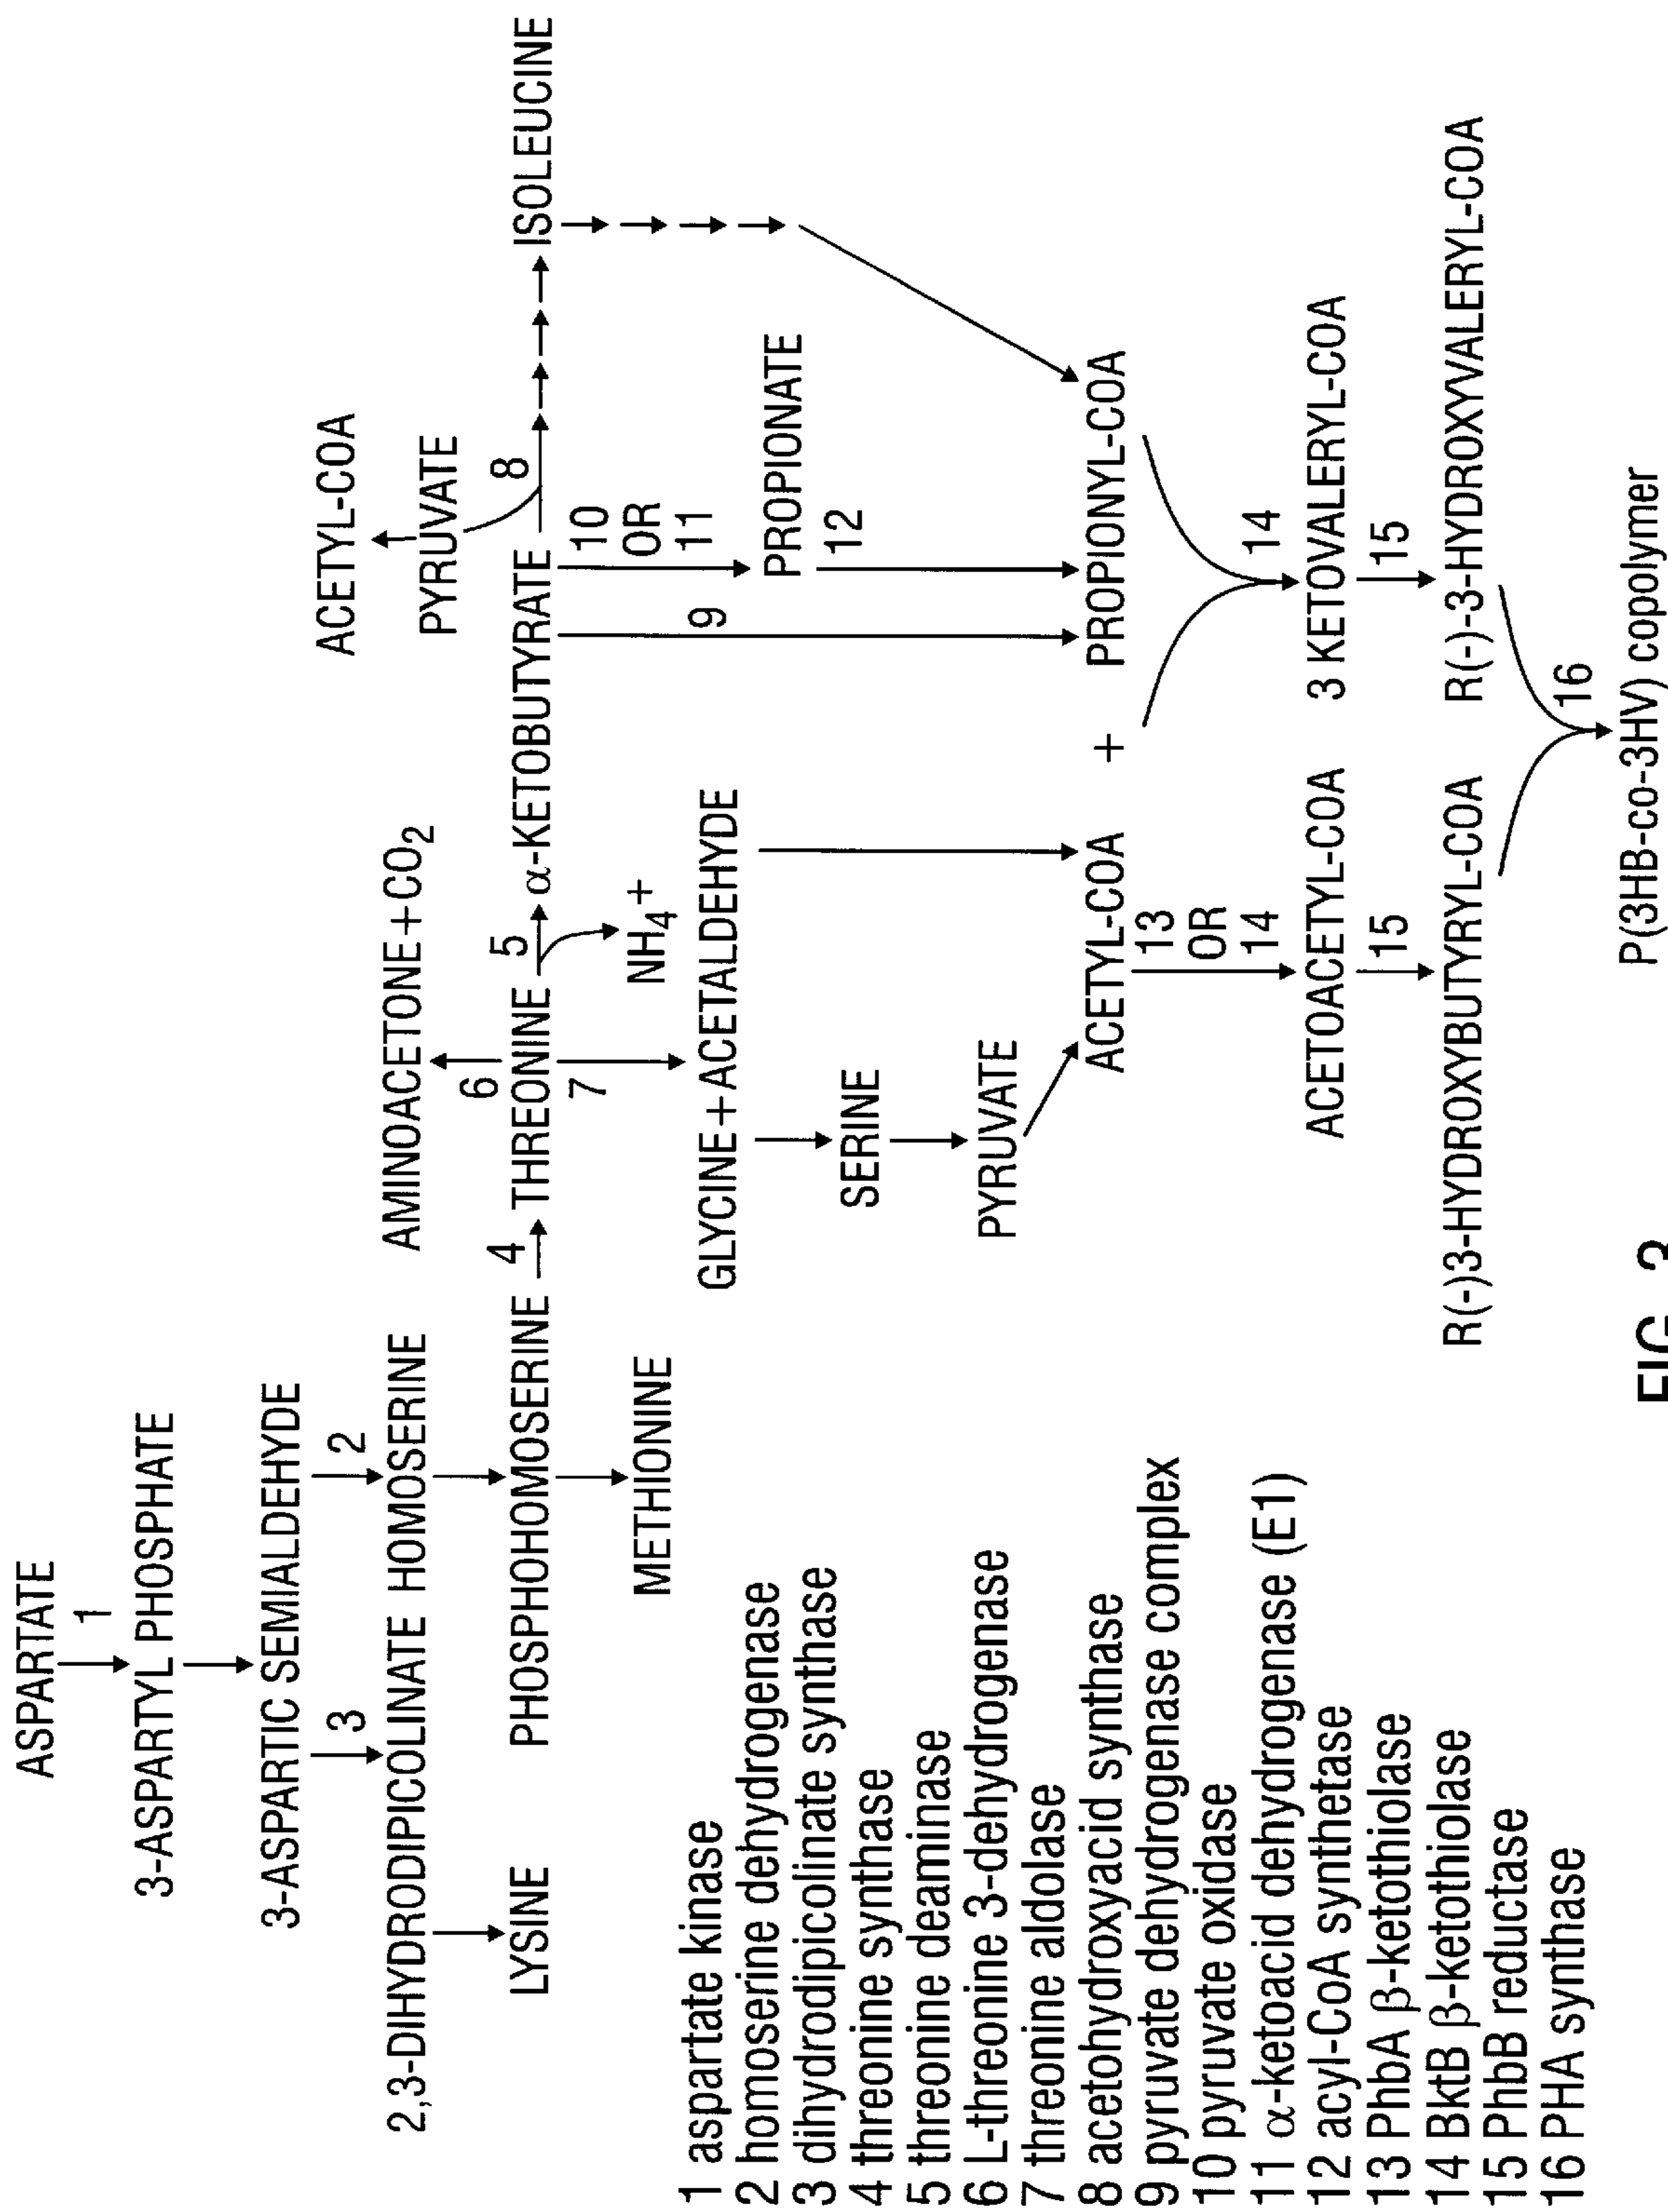 ASPARTATE
1
3-ASPARTYL PHOSPHATE
3-ASPARTIC SEMIALDEHYDE
3
2
2,3-DIHYDRODIPICOLINATE
HOMOSERINE
LYSINE
PHOSPHOHOMOSERINE
METHIONINE
4
THREONINE
6
AMINOACETONE+CO₂
7
5
NH₄⁺
α-KETOBUTYRATE
ACETYL-COA
PYRUVATE
8
ISOLEUCINE
GLYCINE+ACETALDEHYDE
SERINE
PYRUVATE
9
10
OR
11
PROPIONATE
12
ACETYL-COA
+
PROPIONYL-COA
13
OR
14
14
ACETOACETYL-COA
3 KETOVALERYL-COA
15
15
R(-)3-HYDROXYBUTYRYL-COA
R(-)-3-HYDROXYVALERYL-COA
16
P(3HB-co-3HV) copolymer
1 aspartate kinase
2 homoserine dehydrogenase
3 dihydrodipicolinate synthase
4 threonine synthase
5 threonine deaminase
6 L-threonine 3-dehydrogenase
7 threonine aldolase
8 acetohydroxyacid synthase
9 pyruvate dehydrogenase complex
10 pyruvate oxidase
11 α-ketoacid dehydrogenase (E1)
12 acyl-CoA synthetase
13 PhbA β-ketothiolase
14 BktB β-ketothiolase
15 PhbB reductase
16 PHA synthase
FIG. 3